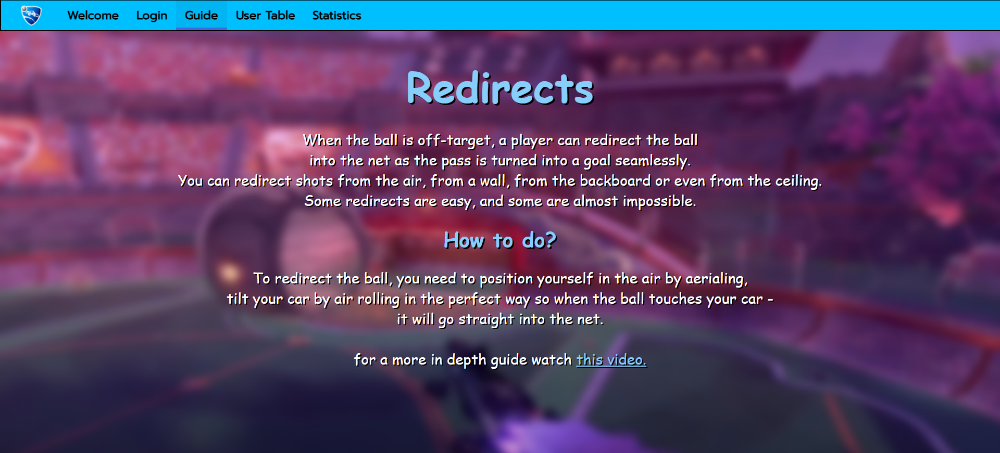 Welcome Login Guide User Table Statistics
Redirects
When the ball is off-target, a player can redirect the ball
into the net as the pass is turned into a goal seamlessly.
You can redirect shots from the air, from a wall, from the backboard or even from the ceiling.
Some redirects are easy, and some are almost impossible.
How to do?
To redirect the ball, you need to position yourself in the air by aerialing,
tilt your car by air rolling in the perfect way so when the ball touches your car -
it will go straight into the net.
for a more in depth guide watch this video.